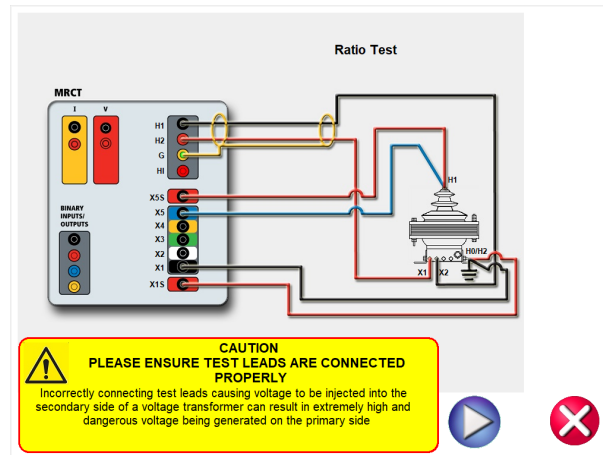 Ratio Test
MRCT
I V
H1
H2
G
HI
X5S
X5
X4
X3
X2
X1
X1S
BINARY
INPUTS/
OUTPUTS
H1
H0/H2
X1 X2
CAUTION
PLEASE ENSURE TEST LEADS ARE CONNECTED
PROPERLY
Incorrectly connecting test leads causing voltage to be injected into the
secondary side of a voltage transformer can result in extremely high and
dangerous voltage being generated on the primary side